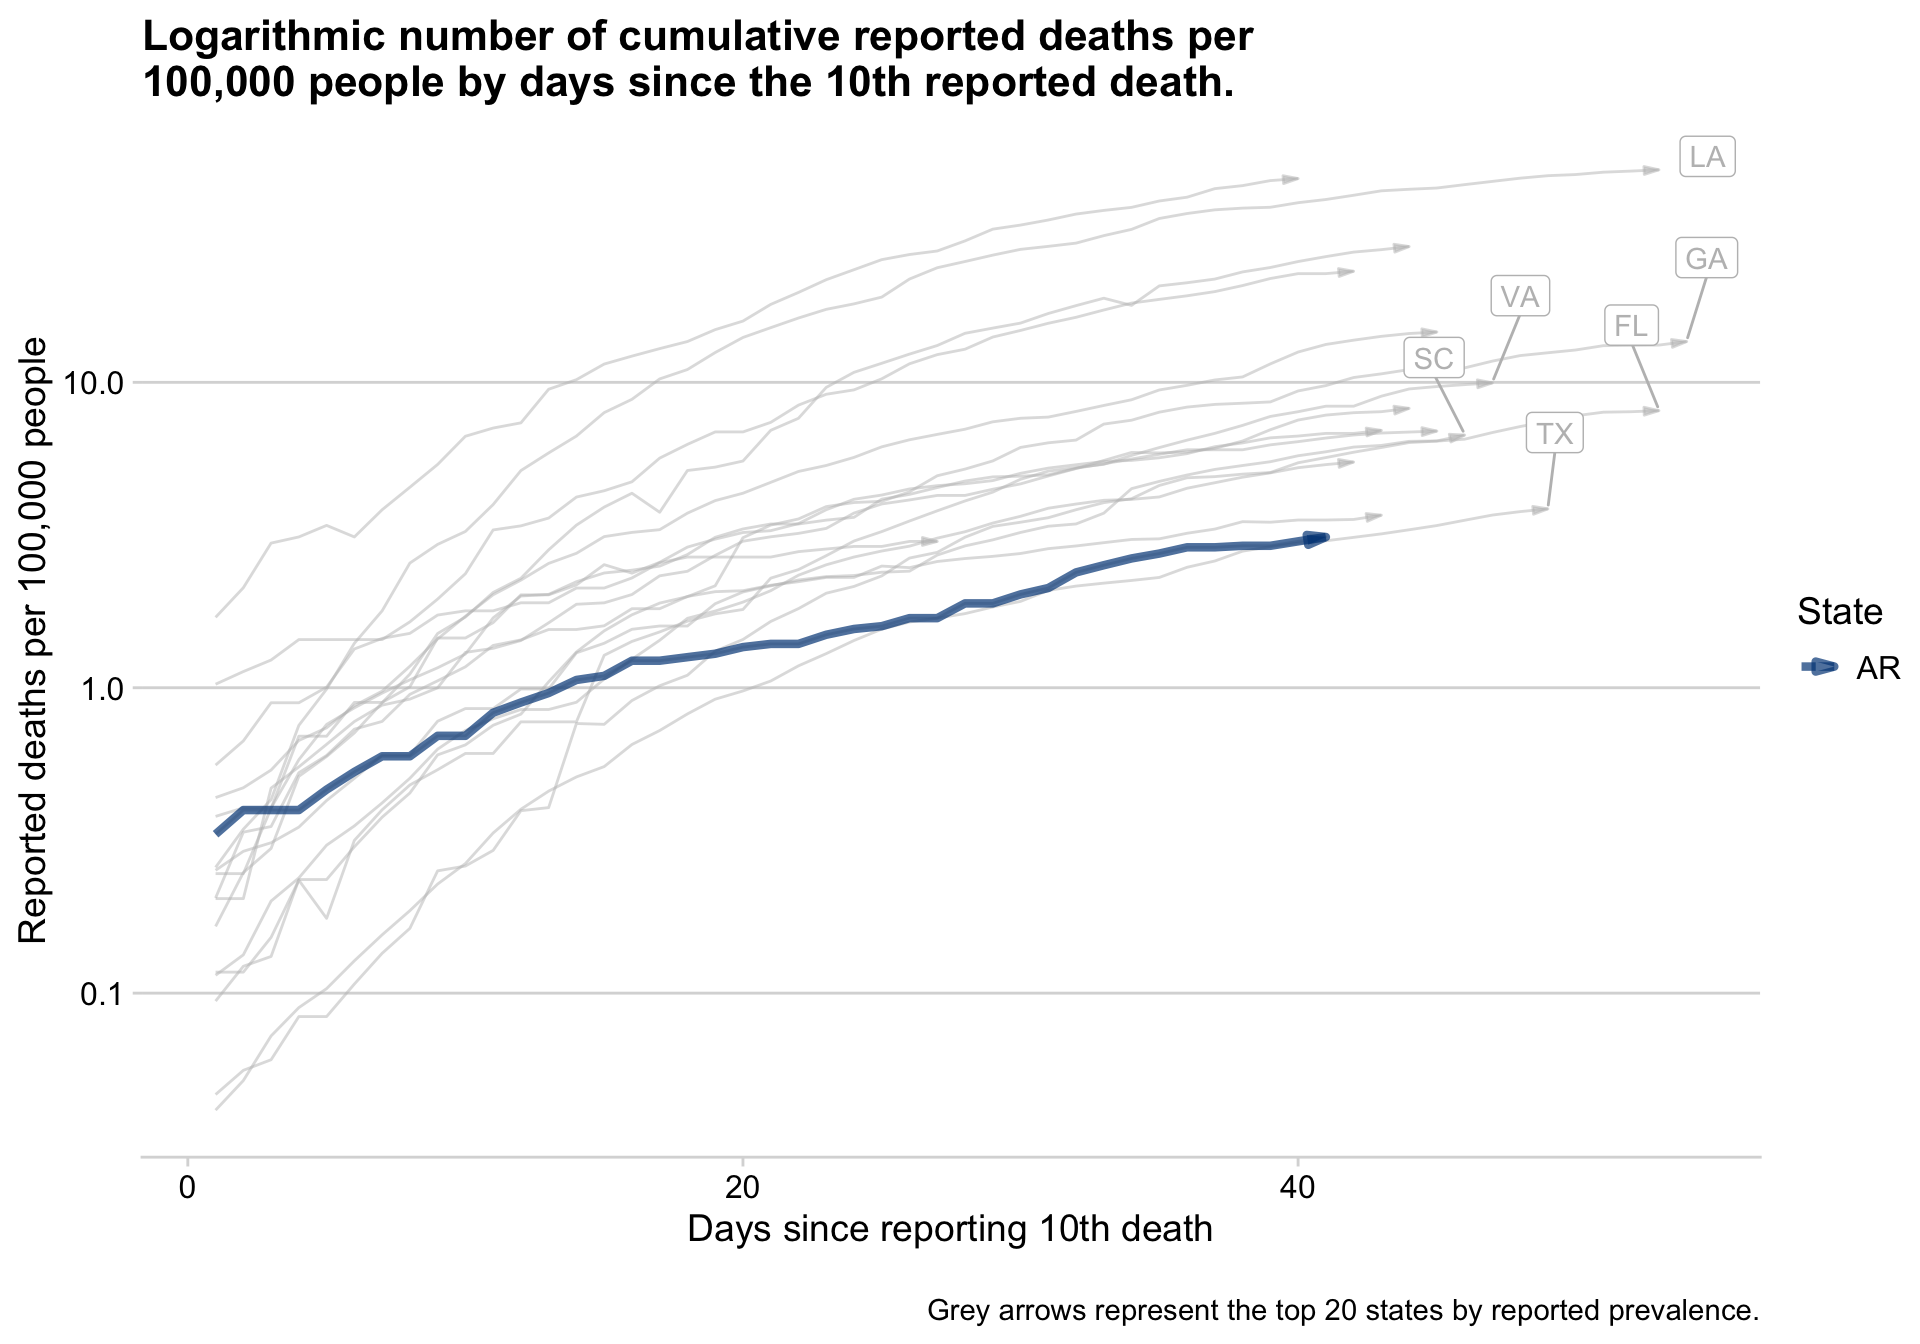 Logarithmic number of cumulative reported deaths per
100,000 people by days since the 10th reported death.
Reported deaths per 100,000 people
10.0
1.0
0.1
LA
GA
VA
FL
SC
TX
State
AR
0
20
40
Days since reporting 10th death
Grey arrows represent the top 20 states by reported prevalence.